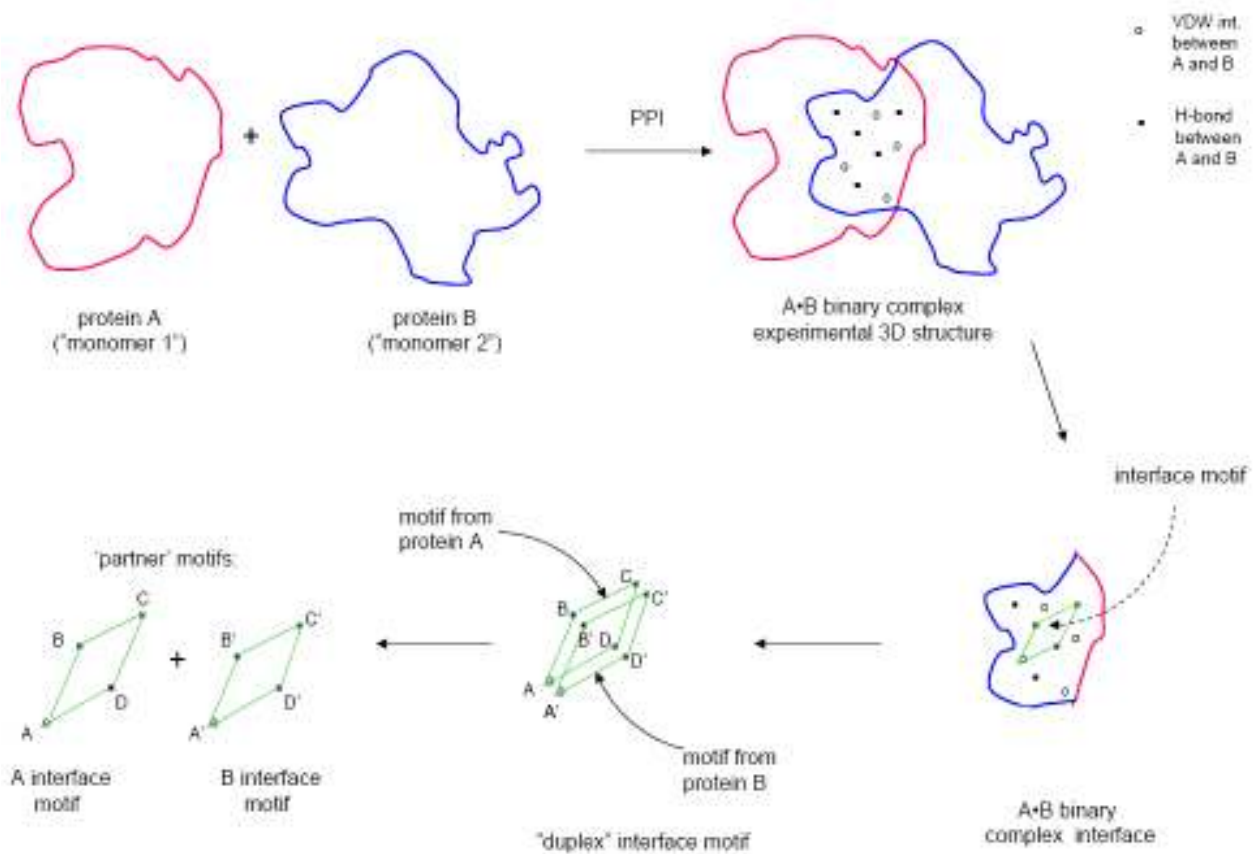 VDW int.
between
A and B
H-bond
between
A and B
+
PPI
protein A
("monomer 1")
protein B
("monomer 2")
A•B binary complex
experimental 3D structure
interface motif
motif from
protein A
'partner' motifs:
C
B
D
A
+
C'
B'
D'
A'
C
B
C'
B'
D
D'
A
A'
motif from
protein B
A interface
motif
B interface
motif
"duplex" interface motif
A•B binary
complex interface